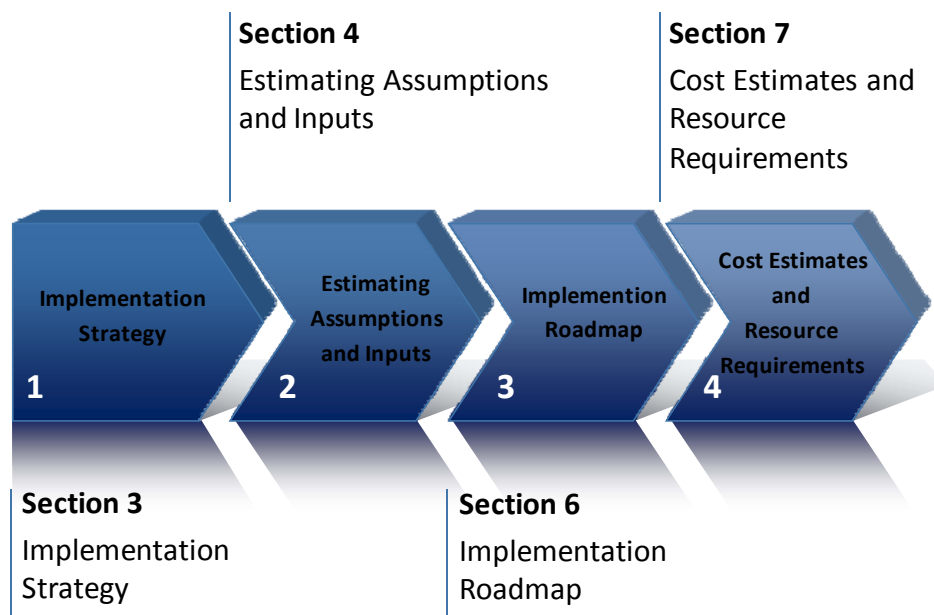 Section 4
Estimating Assumptions
and Inputs
Section 7
Cost Estimates and
Resource
Requirements
Implementation
Strategy
1
Estimating
Assumptions
and Inputs
2
Implemention
Roadmap
3
Cost Estimates
and
Resource
Requirements
4
Section 3
Implementation
Strategy
Section 6
Implementation
Roadmap